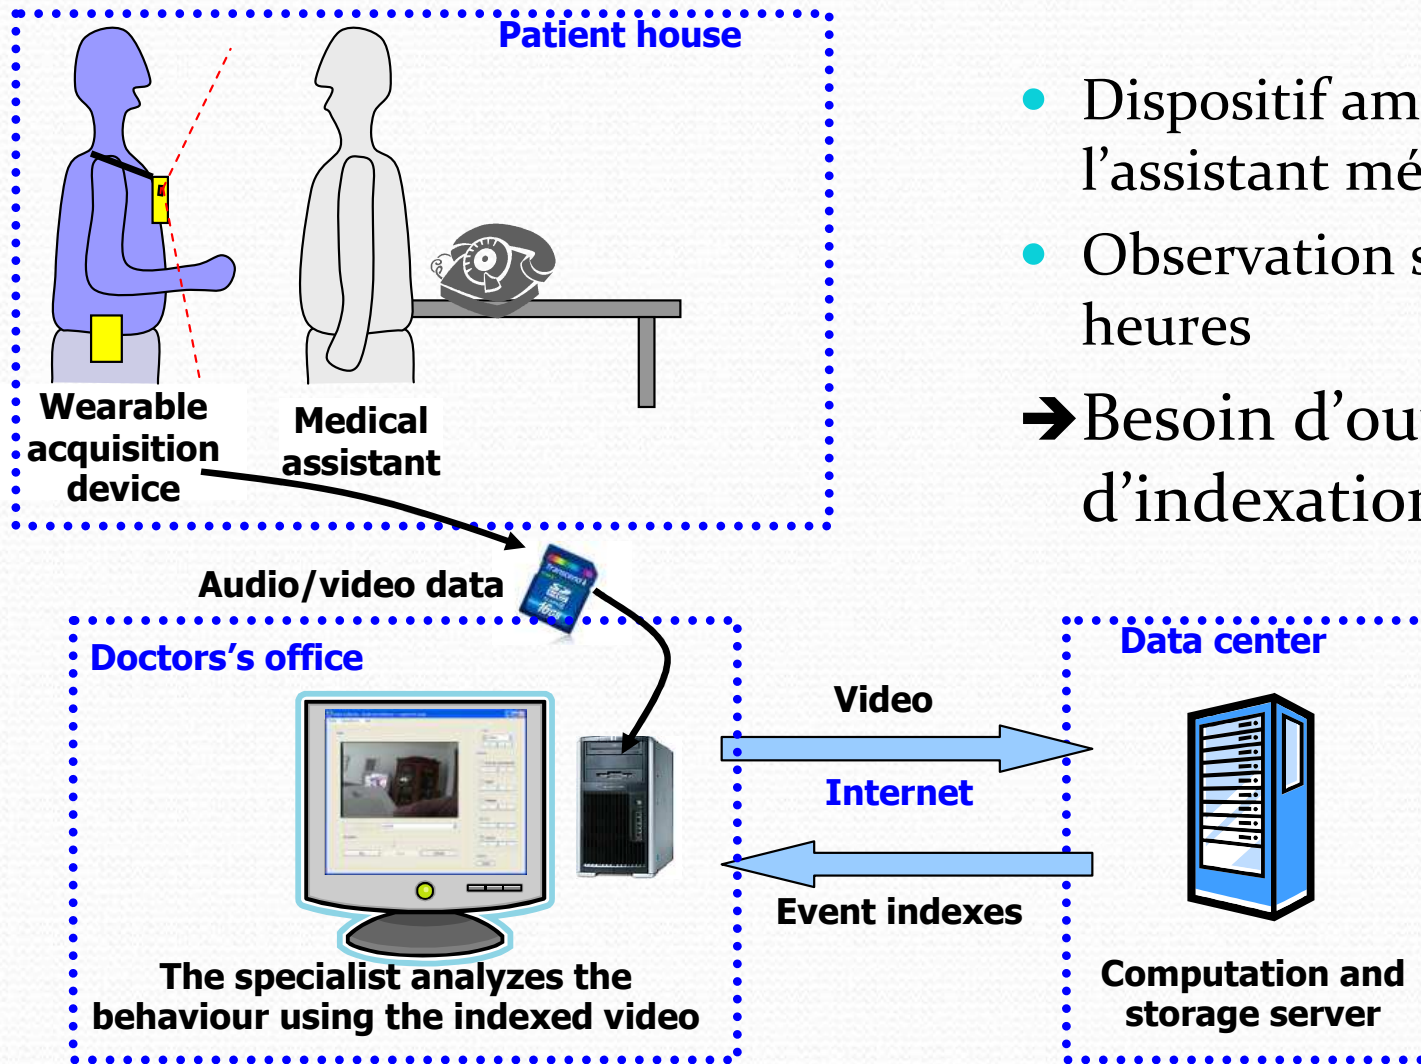 Patient house
Dispositif am
l’assistant mé
Observation s
heures
➔Besoin d’ou
d’indexation
Wearable
acquisition
device
Medical
assistant
Audio/video data
Transcend
16GB
Doctors’s office
Data center
Video
Internet
Event indexes
The specialist analyzes the
behaviour using the indexed video
Computation and
storage server